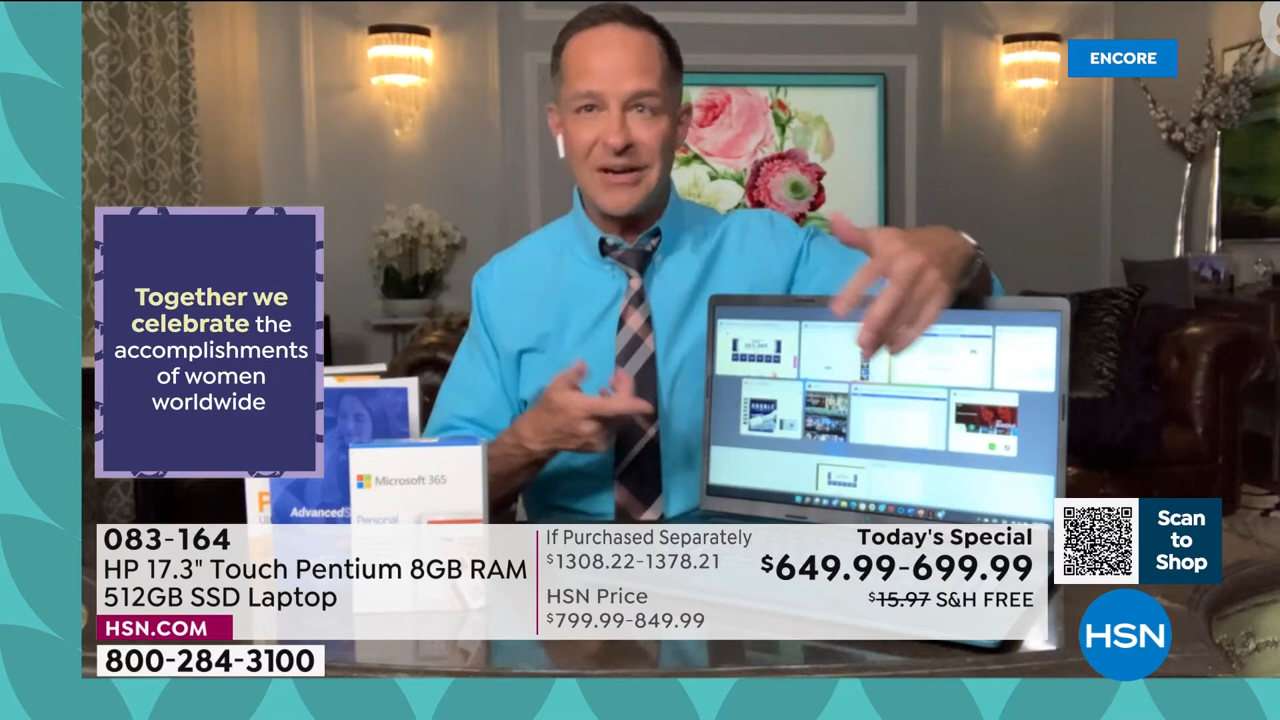 ENCORE
Together we
celebrate the
accomplishments
of women
worldwide
Microsoft 365
Personal
Advanced
083-164
HP 17.3" Touch Pentium 8GB RAM
512GB SSD Laptop
HSN.COM
800-284-3100
If Purchased Separately
$1308.22-1378.21
HSN Price
$799.99-849.99
Today's Special
$649.99-699.99
$15.97 S&H FREE
Scan
to
Shop
HSN